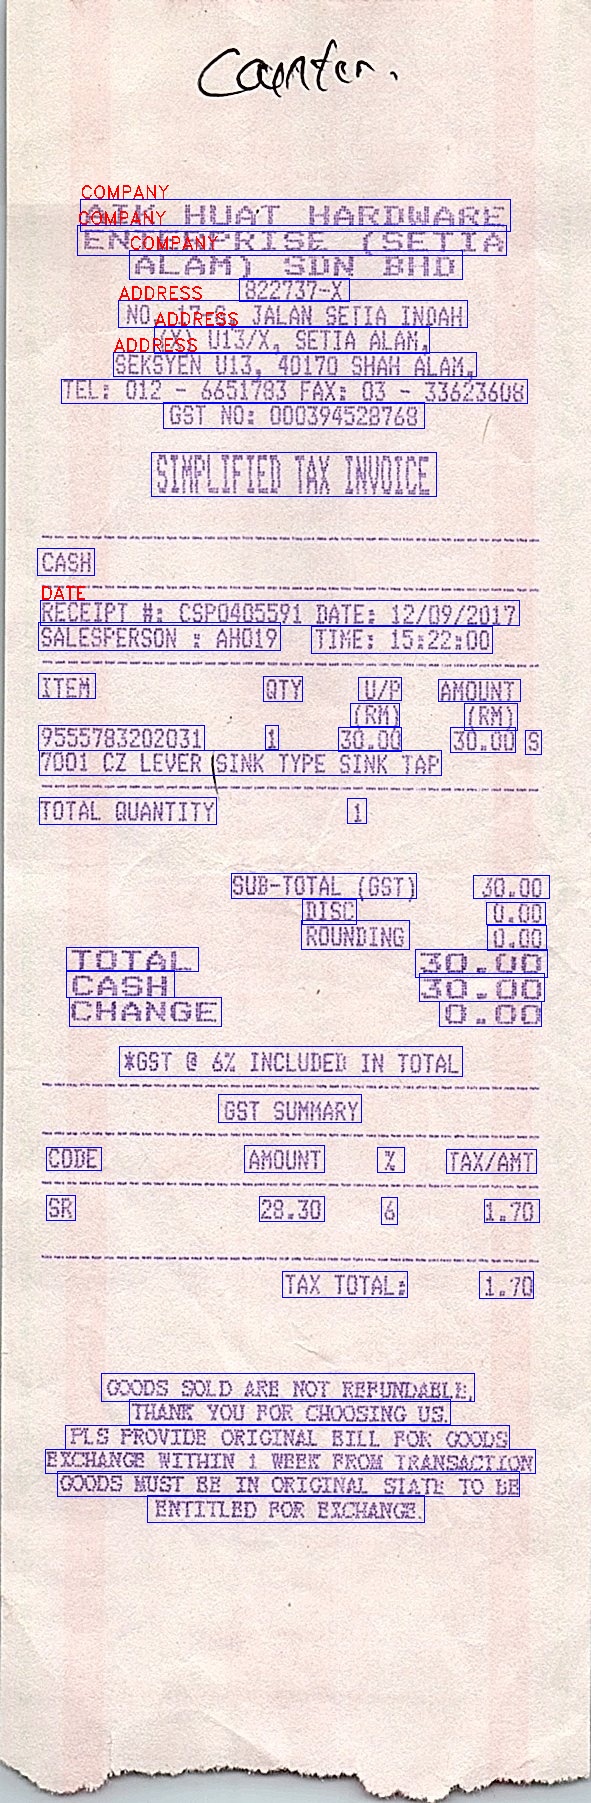 Counter.
COMPANY
AIK HUAT HARDWARE
COMPANY
ENTERPRISE (SETIA
COMPANY
ALAM) SDN BHD
822737-X
ADDRESS
NO. 17-G, JALAN SETIA INDAH
ADDRESS
(X) U13/X, SETIA ALAM,
ADDRESS
SEKSYEN U13, 40170 SHAH ALAM,
TEL: 012 - 6651783 FAX: 03 - 33623608
GST NO: 000394528768
SIMPLIFIED TAX INVOICE
CASH
DATE
RECEIPT #: CSP0405591 DATE: 12/09/2017
SALESPERSON : AH019 TIME: 15:22:00
ITEM QTY U/P AMOUNT
(RM) (RM)
9555783202031 1 30.00 30.00 S
7001 CZ LEVER SINK TYPE SINK TAP
TOTAL QUANTITY 1
SUB-TOTAL (GST) 30.00
DISC 0.00
ROUNDING 0.00
TOTAL 30.00
CASH 30.00
CHANGE 0.00
*GST @ 6% INCLUDED IN TOTAL
GST SUMMARY
CODE AMOUNT % TAX/AMT
SR 28.30 6 1.70
TAX TOTAL: 1.70
GOODS SOLD ARE NOT REFUNDABLE,
THANK YOU FOR CHOOSING US.
PLS PROVIDE ORIGINAL BILL FOR GOODS
EXCHANGE WITHIN 1 WEEK FROM TRANSACTION
GOODS MUST BE IN ORIGINAL STATE TO BE
ENTITLED FOR EXCHANGE.